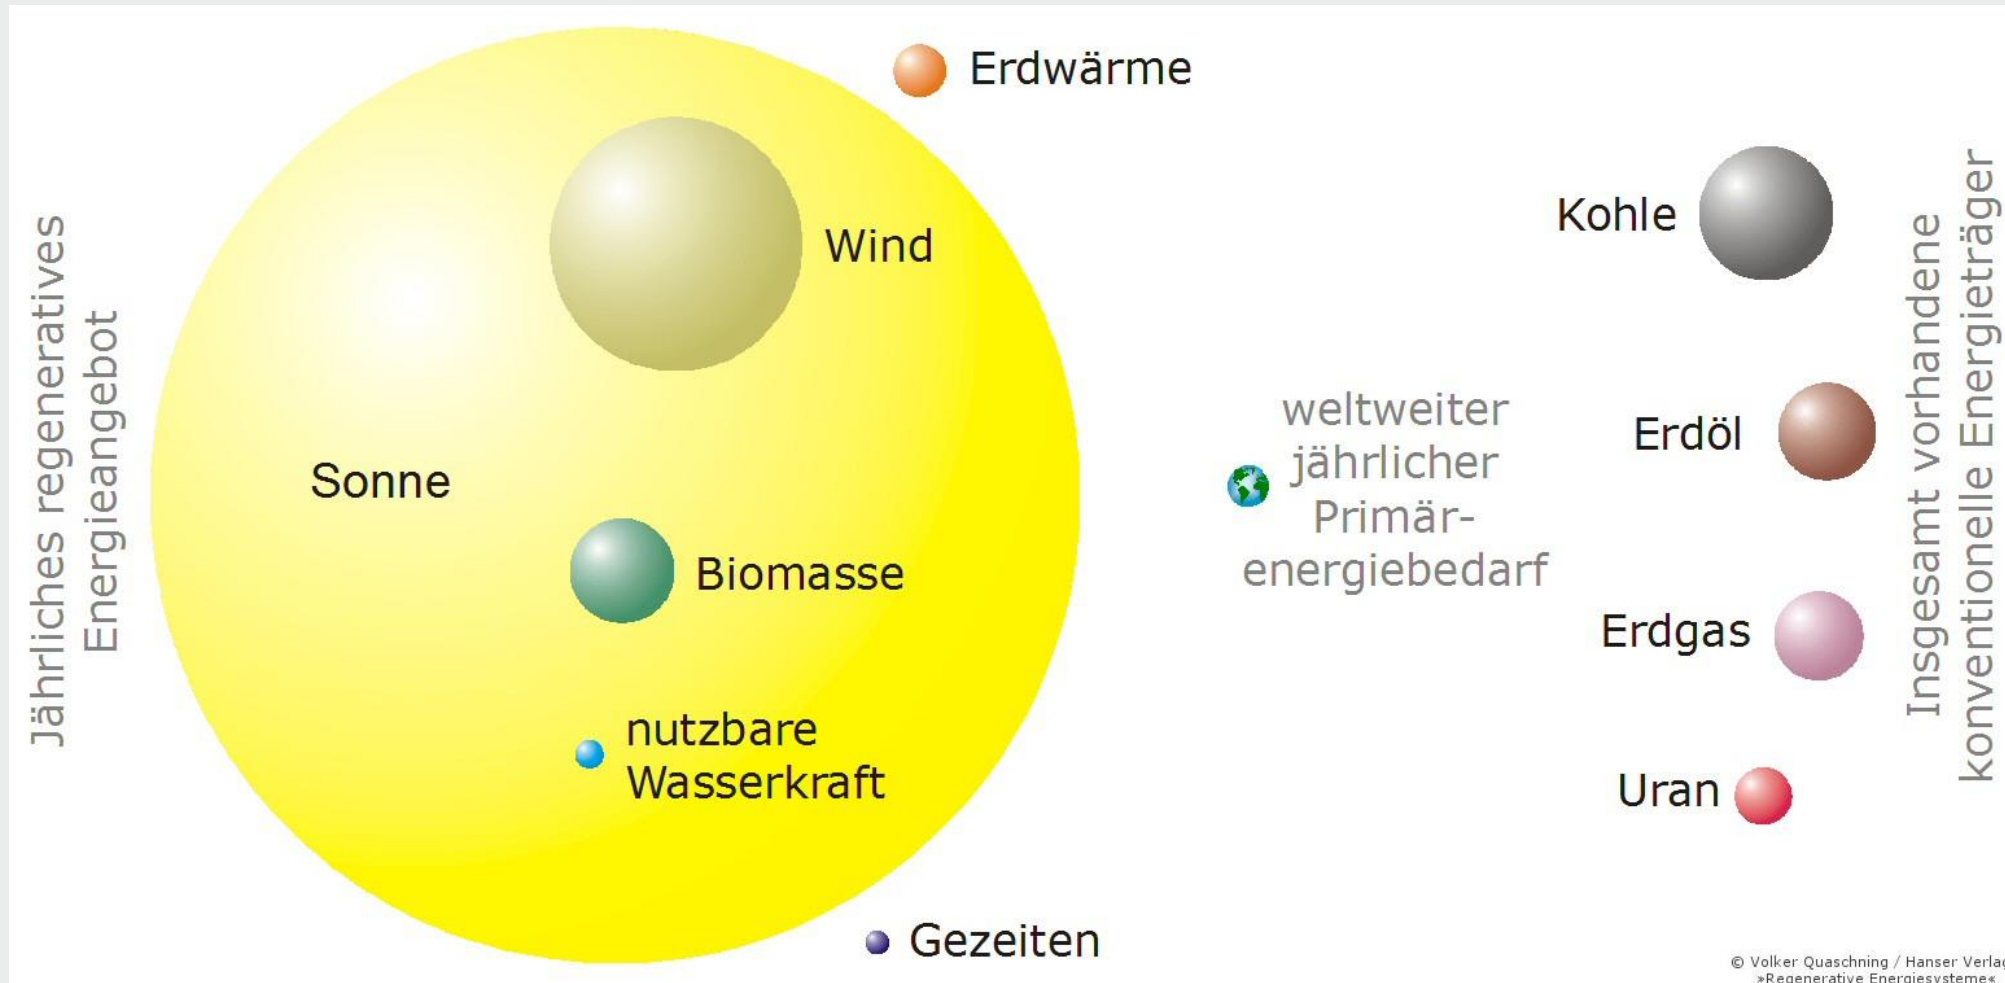 Jährliches regeneratives
Energieangebot
Erdwärme
Wind
Sonne
Biomasse
nutzbare
Wasserkraft
Gezeiten
weltweiter
jährlicher
Primär-
energiebedarf
Kohle
Erdöl
Erdgas
Uran
Insgesamt vorhandene
konventionelle Energieträger
© Volker Quaschning / Hanser Verlag
»Regenerative Energiesysteme«